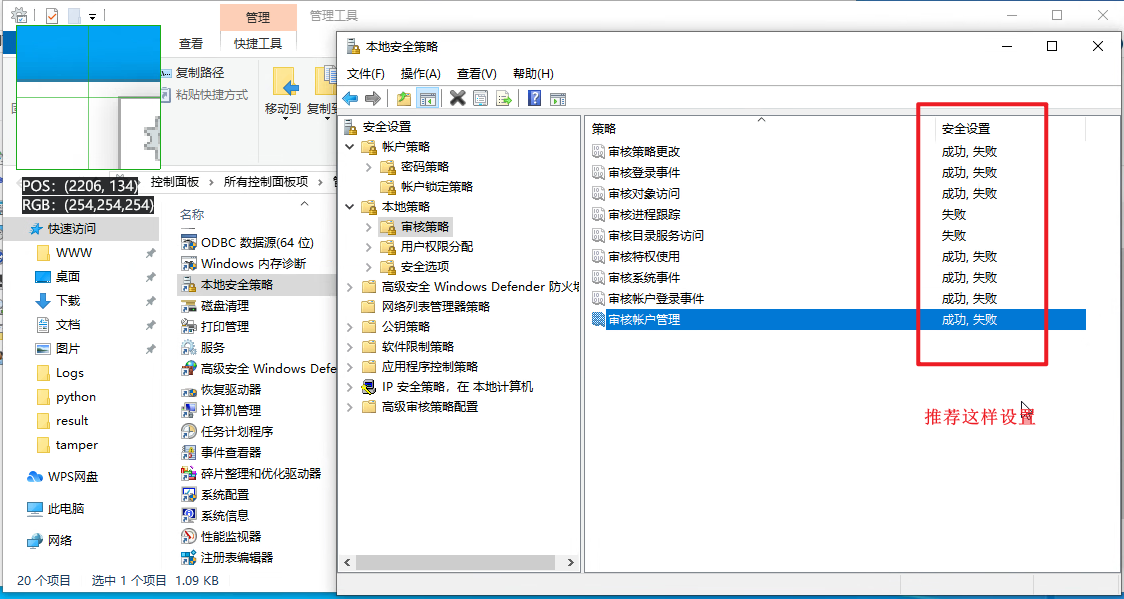 管理
管理工具
查看
快捷工具
复制路径
粘贴快捷方式
移动到
复制到
POS: (2206, 134)
RGB: (254,254,254)
控制面板
所有控制面板项
名称
快速访问
WWW
桌面
下载
文档
图片
Logs
python
result
tamper
WPS网盘
此电脑
网络
ODBC 数据源(64 位)
Windows 内存诊断
本地安全策略
磁盘清理
打印管理
服务
高级安全 Windows Defe
恢复驱动器
计算机管理
任务计划程序
事件查看器
碎片整理和优化驱动器
系统配置
系统信息
性能监视器
注册表编辑器
20 个项目 选中 1 个项目 1.09 KB
本地安全策略
文件(F) 操作(A) 查看(V) 帮助(H)
安全设置
帐户策略
密码策略
帐户锁定策略
本地策略
审核策略
用户权限分配
安全选项
高级安全 Windows Defender 防火墙
网络列表管理器策略
公钥策略
软件限制策略
应用程序控制策略
IP 安全策略，在 本地计算机
高级审核策略配置
策略 安全设置
审核策略更改 成功, 失败
审核登录事件 成功, 失败
审核对象访问 成功, 失败
审核进程跟踪 失败
审核目录服务访问 失败
审核特权使用 成功, 失败
审核系统事件 成功, 失败
审核帐户登录事件 成功, 失败
审核帐户管理 成功, 失败
推荐这样设置